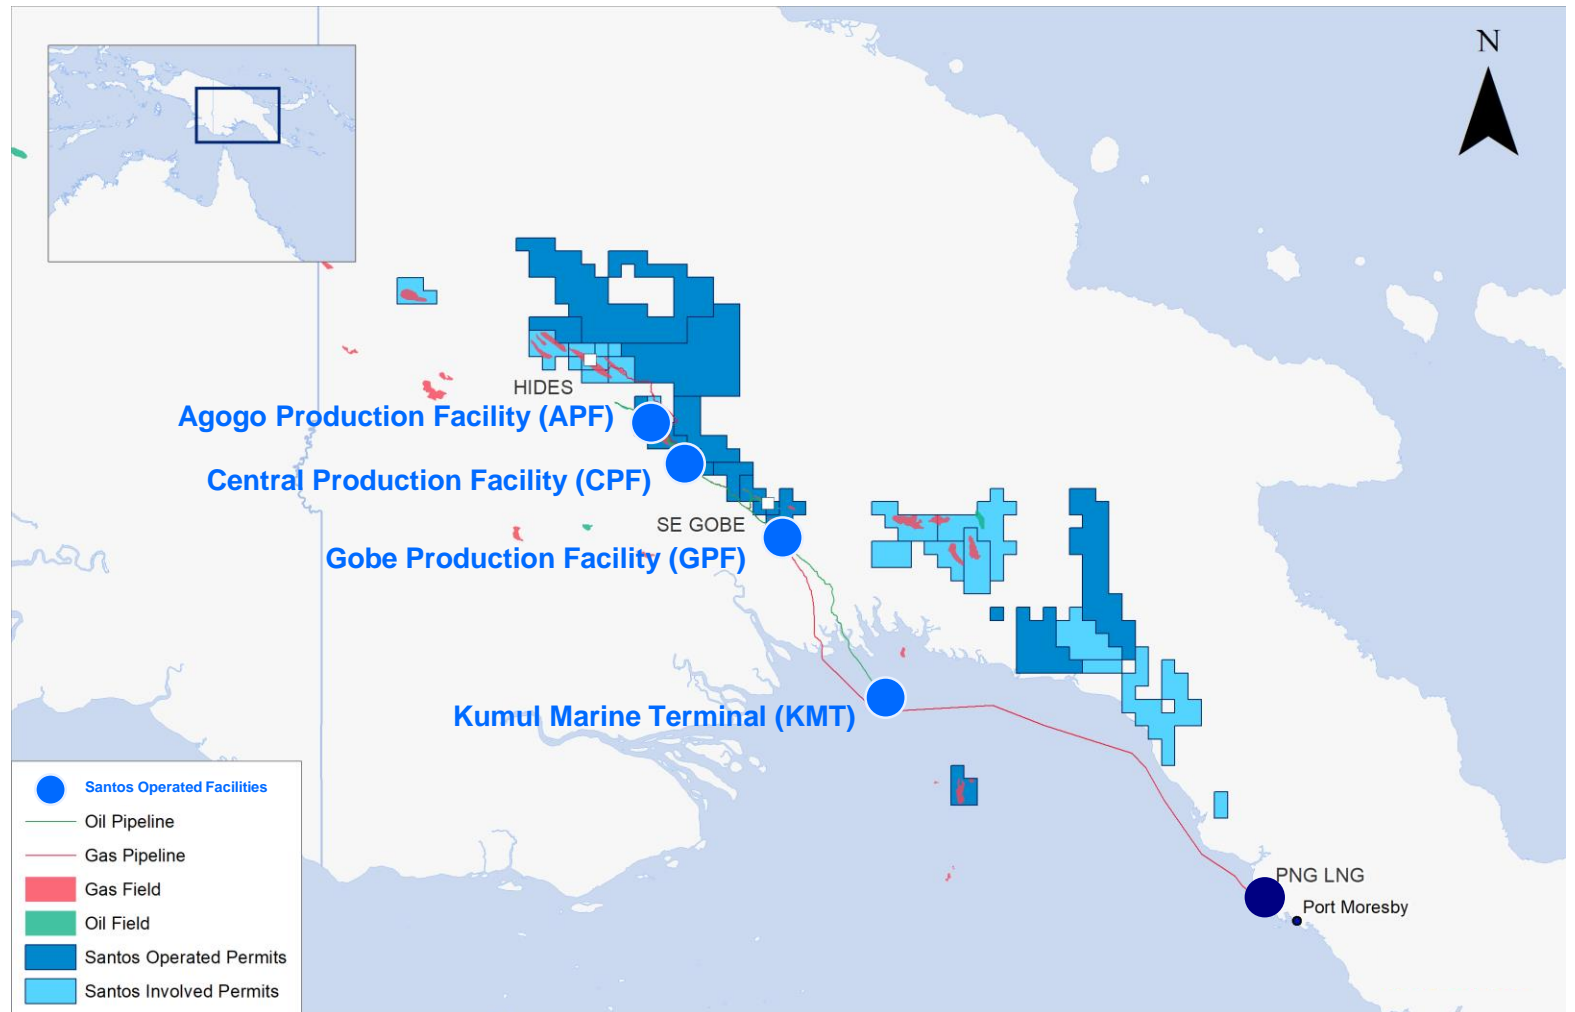 N
HIDES
Agogo Production Facility (APF)
Central Production Facility (CPF)
SE GOBE
Gobe Production Facility (GPF)
Kumul Marine Terminal (KMT)
PNG LNG
Port Moresby
Santos Operated Facilities
Oil Pipeline
Gas Pipeline
Gas Field
Oil Field
Santos Operated Permits
Santos Involved Permits